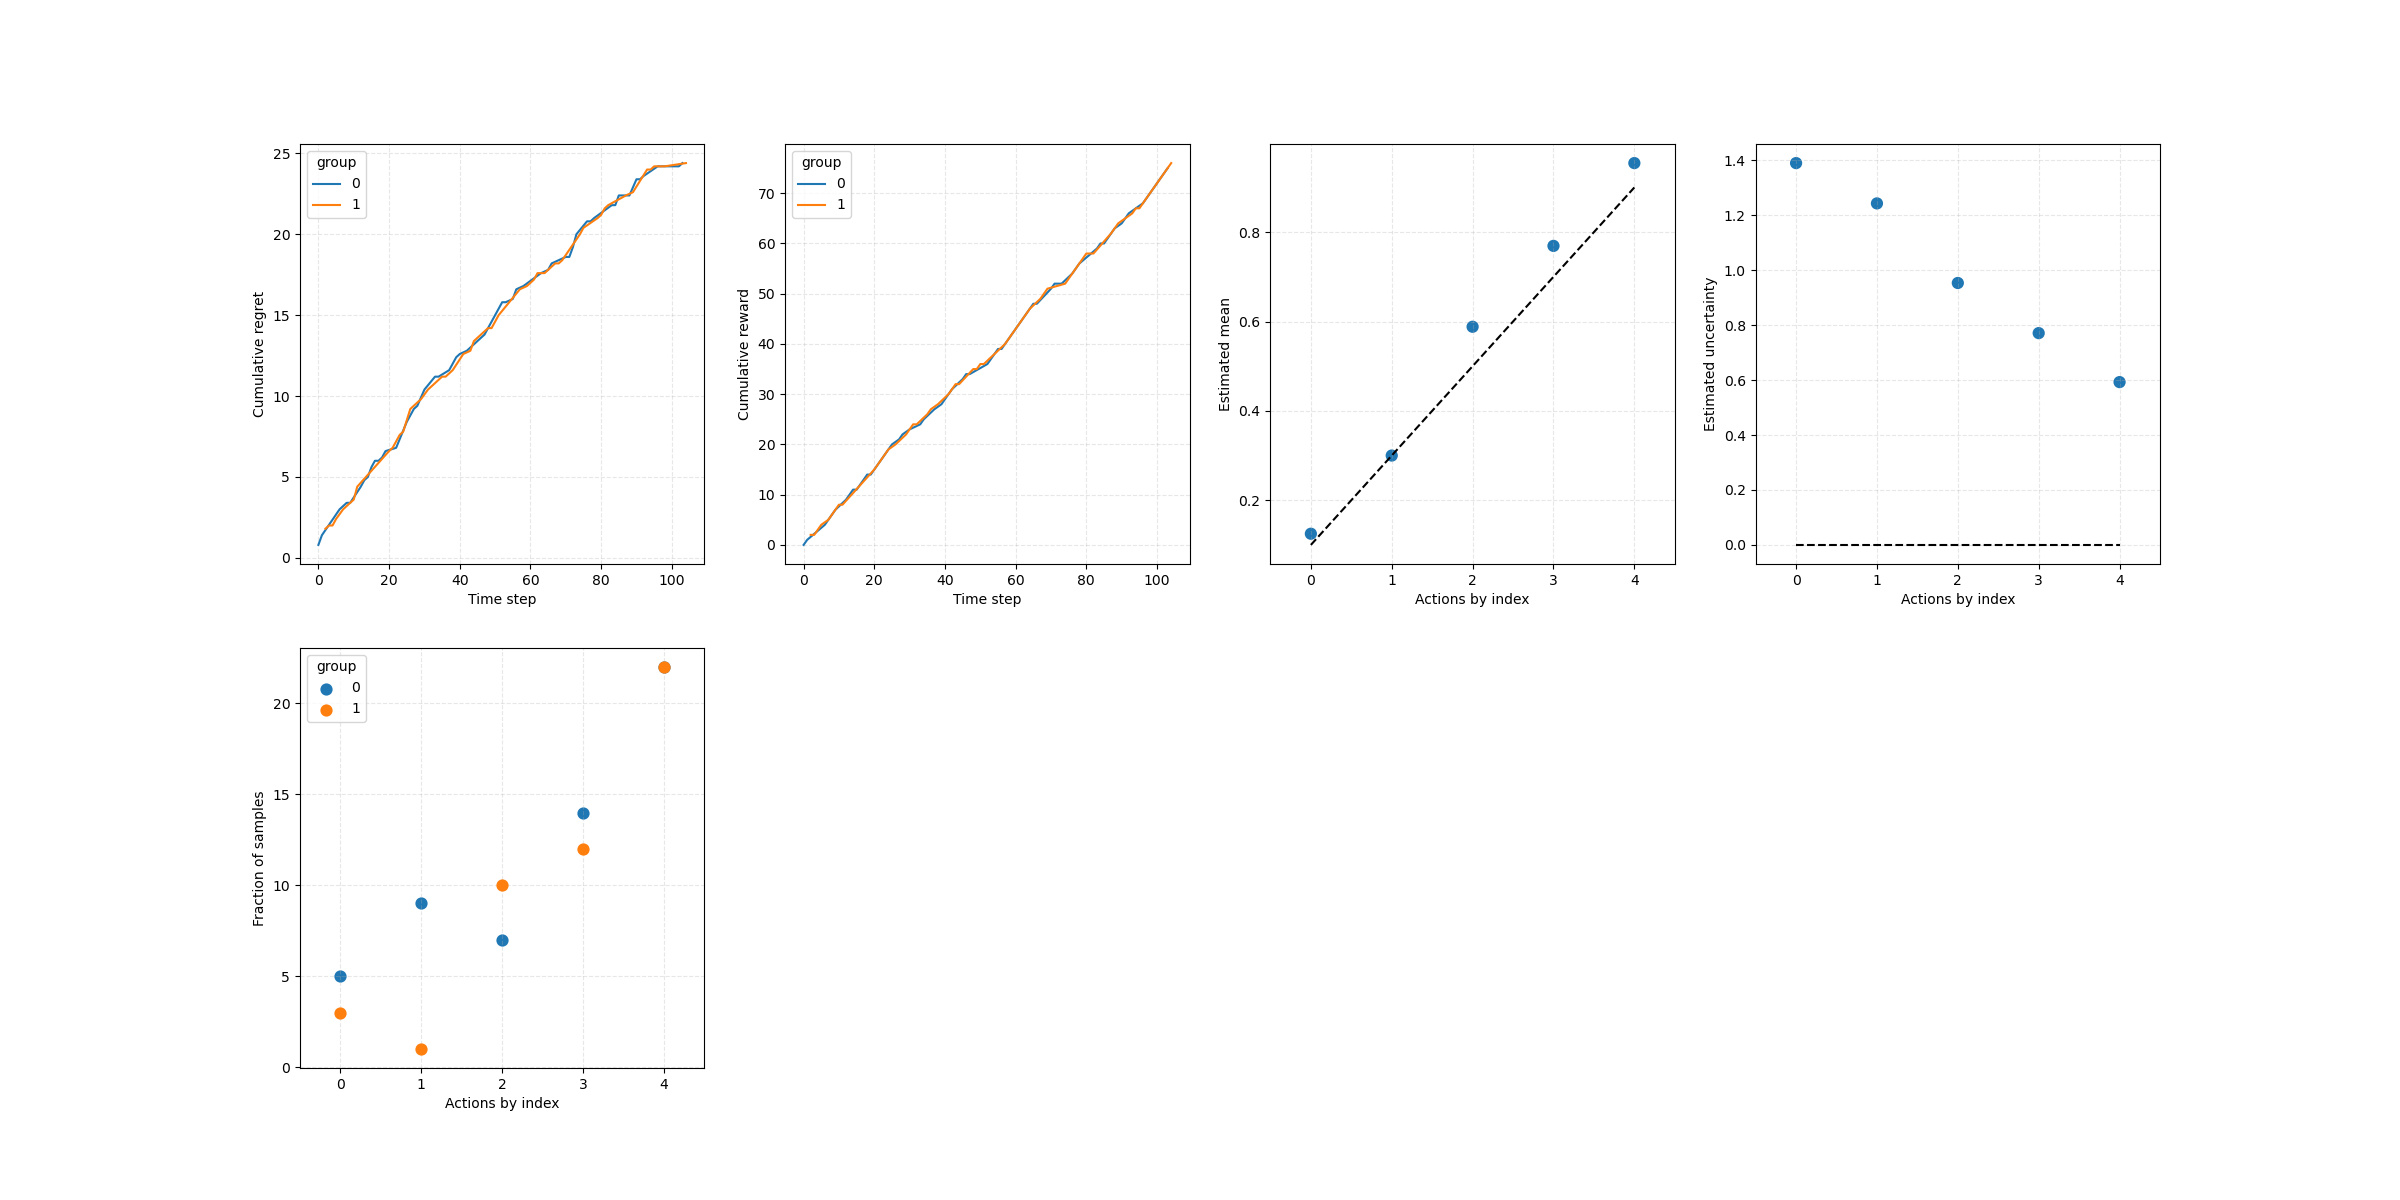 group
0
1
25
20
15
10
5
0
Cumulative regret
0 20 40 60 80 100
Time step
group
0
1
70
60
50
40
30
20
10
0
Cumulative reward
0 20 40 60 80 100
Time step
0.8
0.6
0.4
0.2
Estimated mean
0 1 2 3 4
Actions by index
1.4
1.2
1.0
0.8
0.6
0.4
0.2
0.0
Estimated uncertainty
0 1 2 3 4
Actions by index
group
0
1
20
15
10
5
0
Fraction of samples
0 1 2 3 4
Actions by index